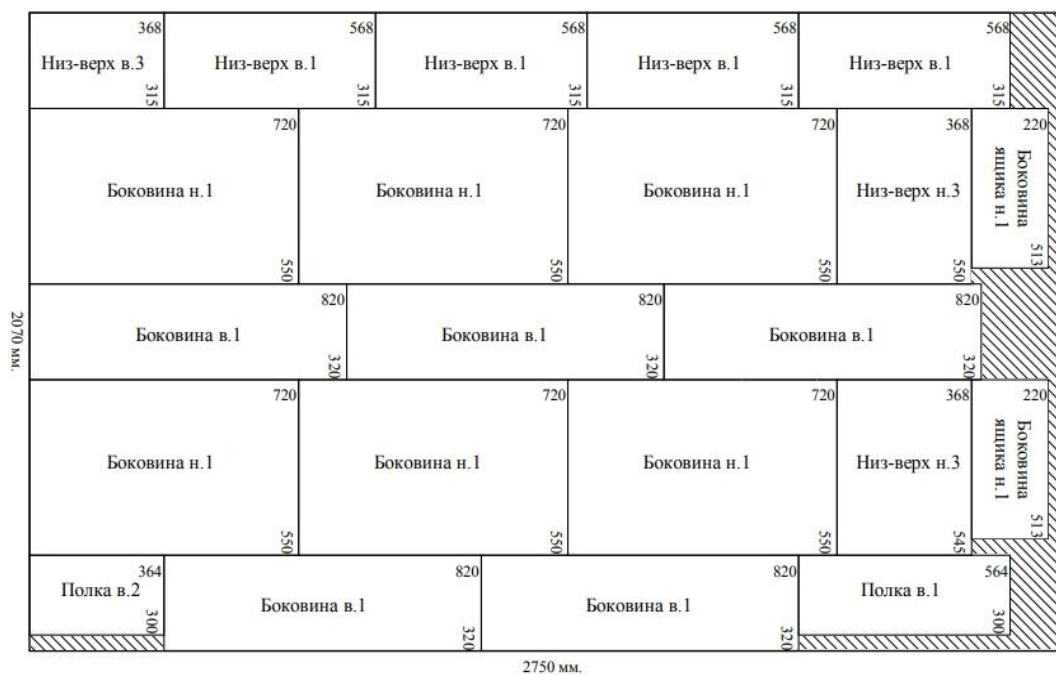 368
Низ-верх в.3
315
568
Низ-верх в.1
315
568
Низ-верх в.1
315
568
Низ-верх в.1
315
568
Низ-верх в.1
315
720
Боковина н.1
550
720
Боковина н.1
550
720
Боковина н.1
550
368
Низ-верх н.3
550
220
Боковина
ящика н.1
513
820
Боковина в.1
320
820
Боковина в.1
320
820
Боковина в.1
320
2070 мм.
720
Боковина н.1
550
720
Боковина н.1
550
720
Боковина н.1
550
368
Низ-верх н.3
545
220
Боковина
ящика н.1
513
364
Полка в.2
300
820
Боковина в.1
320
820
Боковина в.1
320
564
Полка в.1
300
2750 мм.